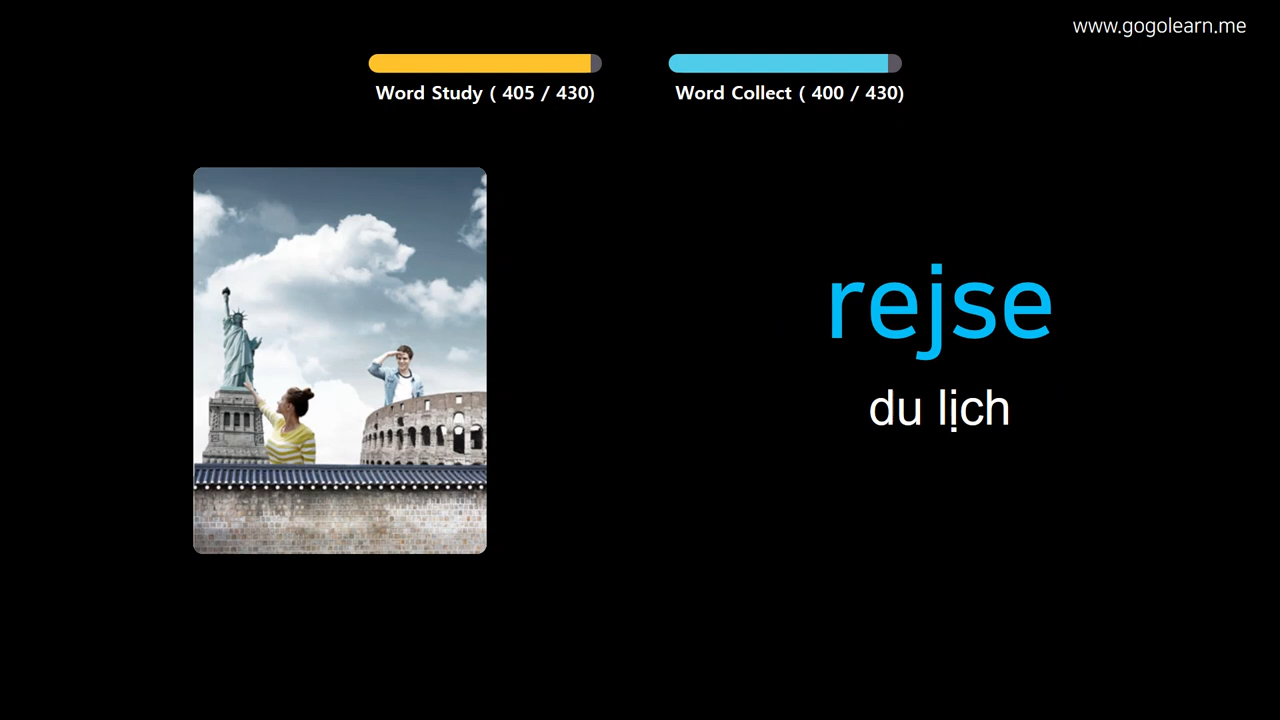 www.gogolearn.me
Word Study ( 405 / 430)
Word Collect ( 400 / 430)
rejse
du lịch